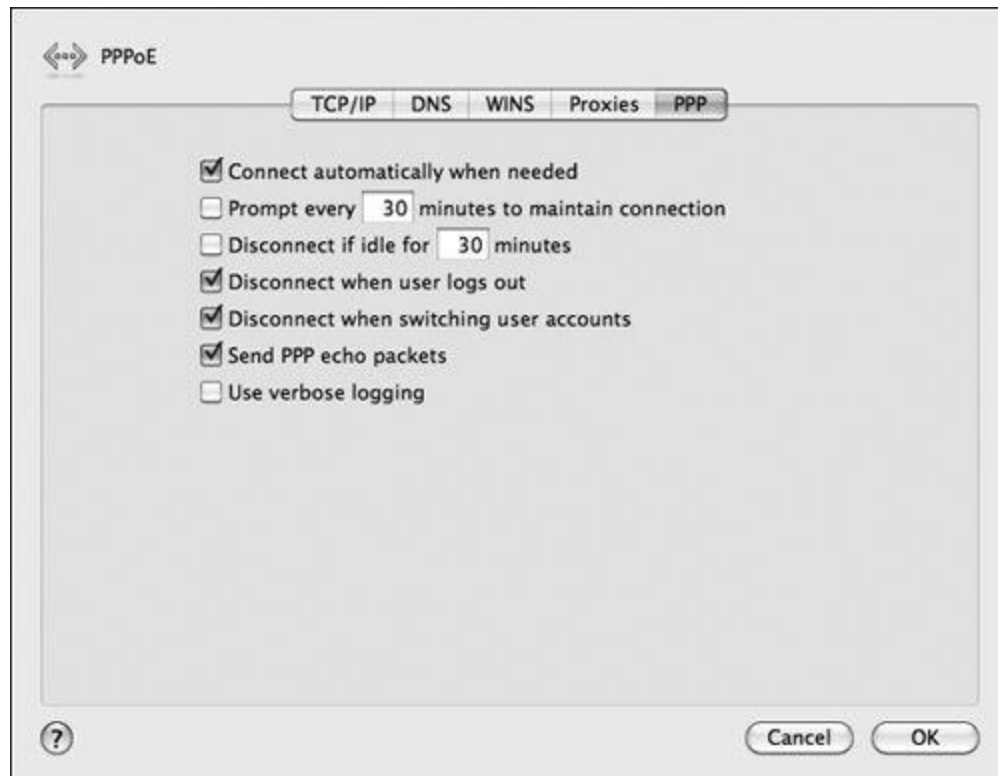 PPPoE
TCP/IP DNS WINS Proxies PPP
Connect automatically when needed
Prompt every 30 minutes to maintain connection
Disconnect if idle for 30 minutes
Disconnect when user logs out
Disconnect when switching user accounts
Send PPP echo packets
Use verbose logging
? Cancel OK